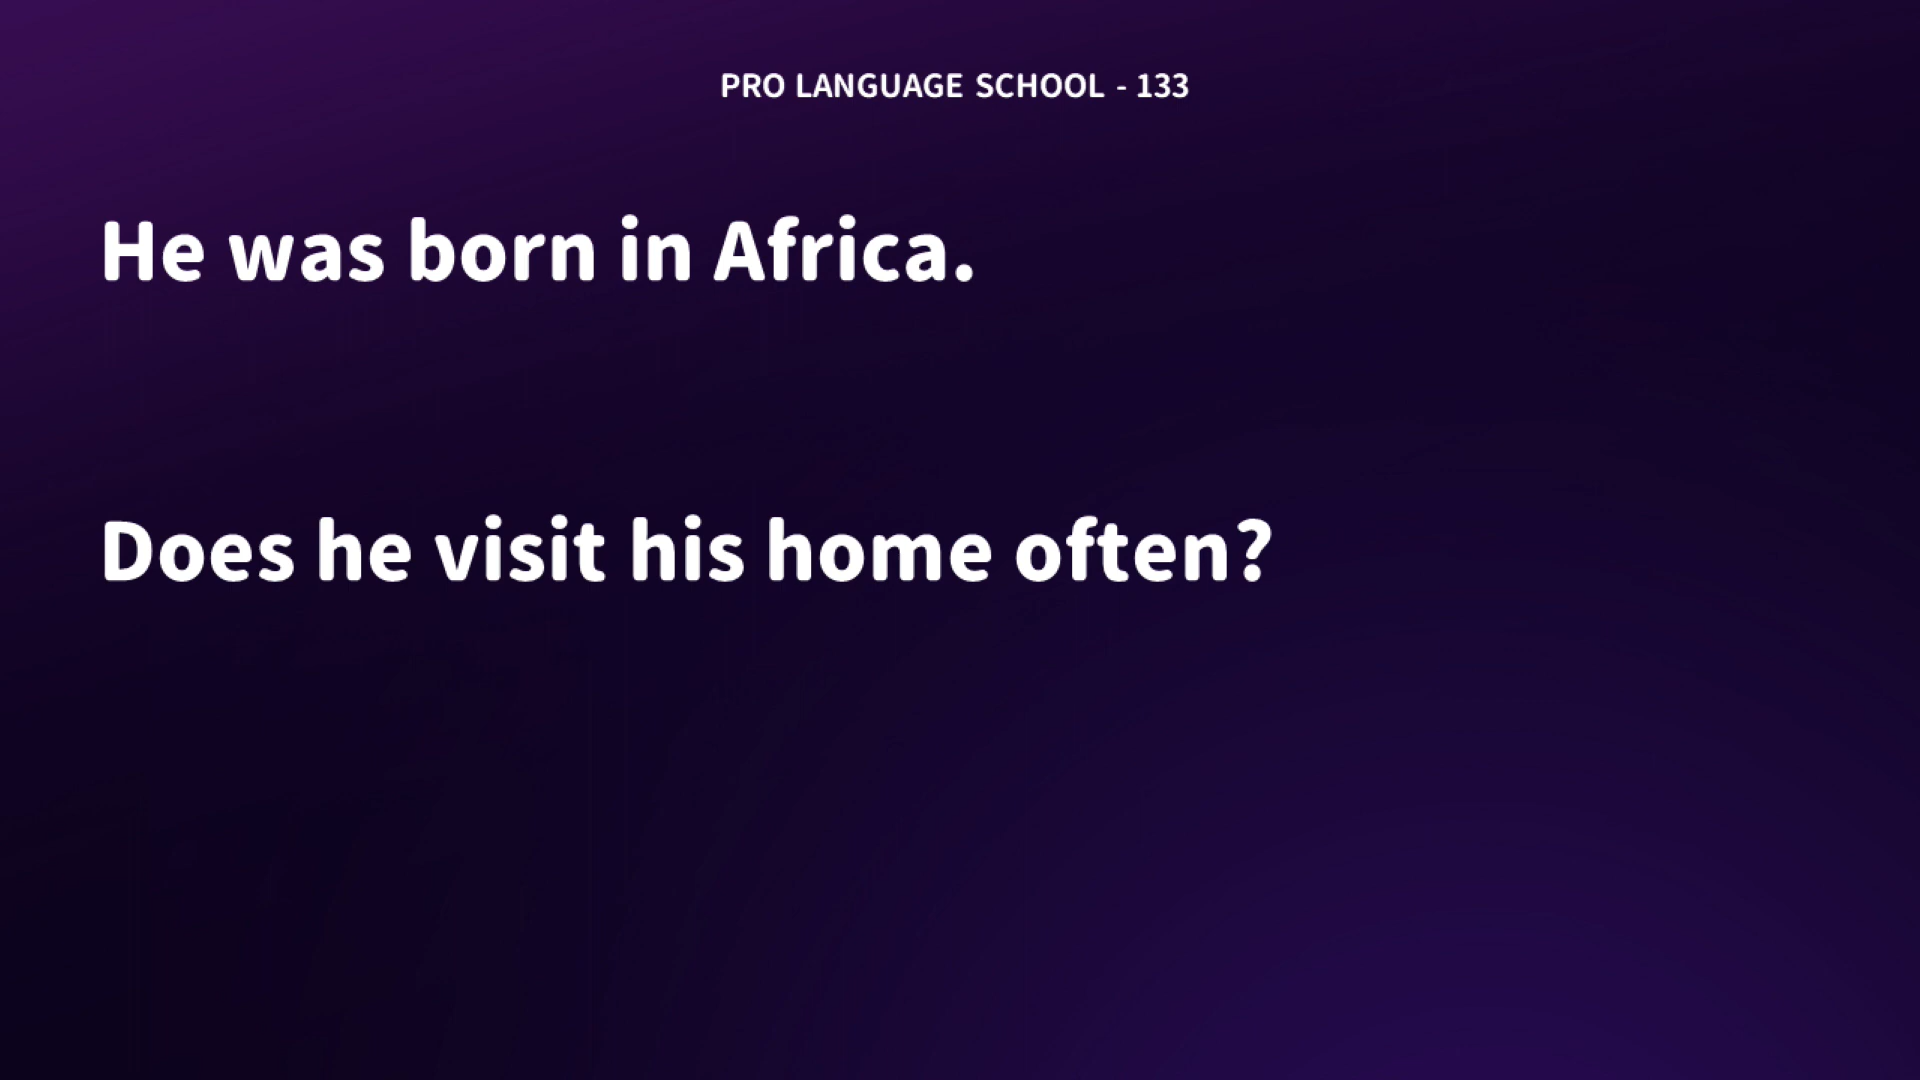 PRO LANGUAGE SCHOOL - 133
He was born in Africa.
Does he visit his home often?